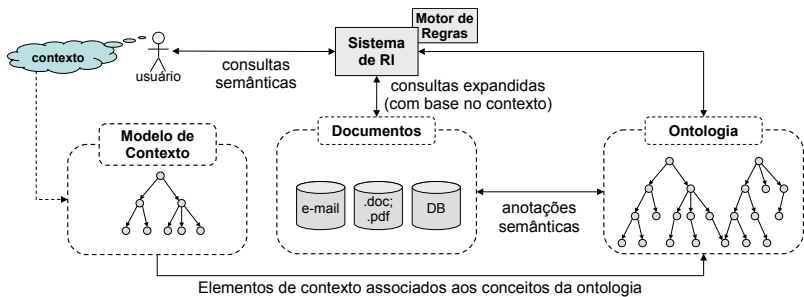 Motor de
Regras
Sistema
de RI
contexto
usuário
consultas
semânticas
consultas expandidas
(com base no contexto)
Modelo de
Contexto
Documentos
Ontologia
e-mail
.doc;
.pdf
DB
anotações
semânticas
Elementos de contexto associados aos conceitos da ontologia